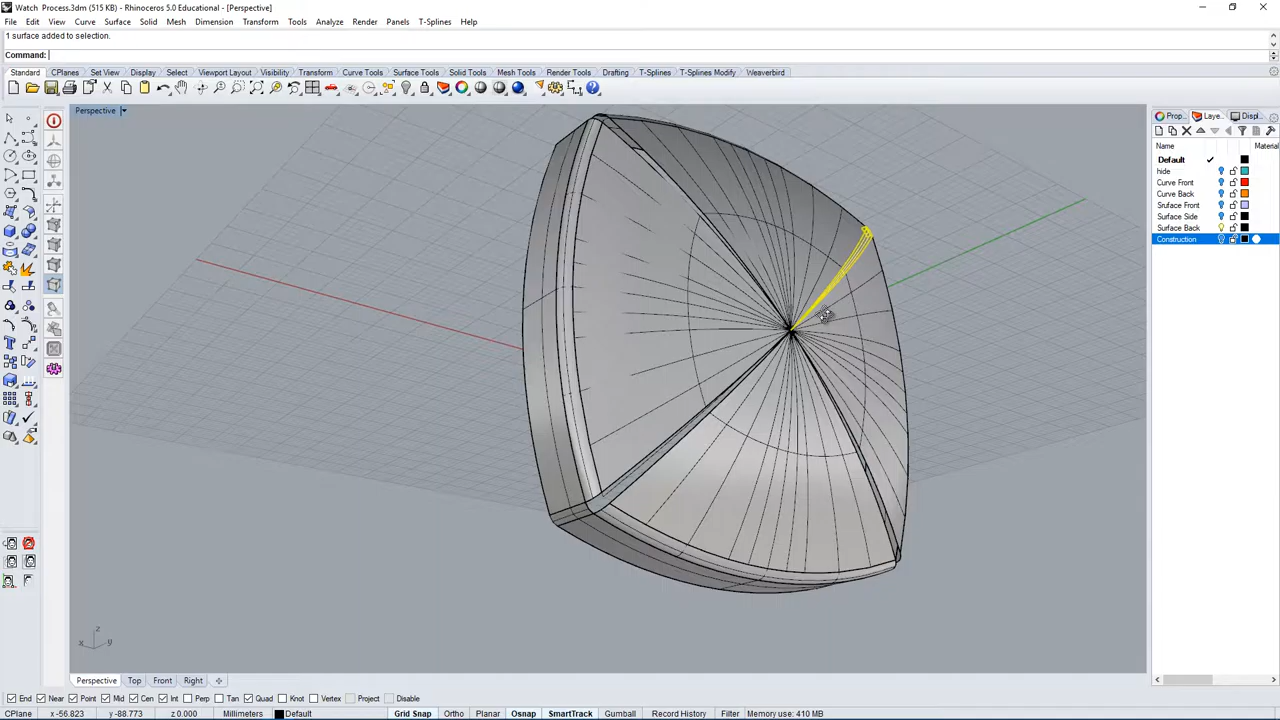 Watch Process.3dm (515 KB) - Rhinoceros 5.0 Educational - [Perspective]
File Edit View Curve Surface Solid Mesh Dimension Transform Tools Analyze Render Panels T-Splines Help
1 surface added to selection.
Command:
Standard CPlanes Set View Display Select Viewport Layout Visibility Transform Curve Tools Surface Tools Solid Tools Mesh Tools Render Tools Drafting T-Splines T-Splines Modify Weaverbird
Perspective
Prop... Laye... Displ...
Name Material
Default
hide
Curve Front
Curve Back
Sruface Front
Surface Side
Surface Back
Construction
z
x y
Perspective Top Front Right
End Near Point Mid Cen Int Perp Tan Quad Knot Vertex Project Disable
CPlane x -56.823 y -88.773 z 0.000 Millimeters Default Grid Snap Ortho Planar Osnap SmartTrack Gumball Record History Filter Memory use: 410 MB